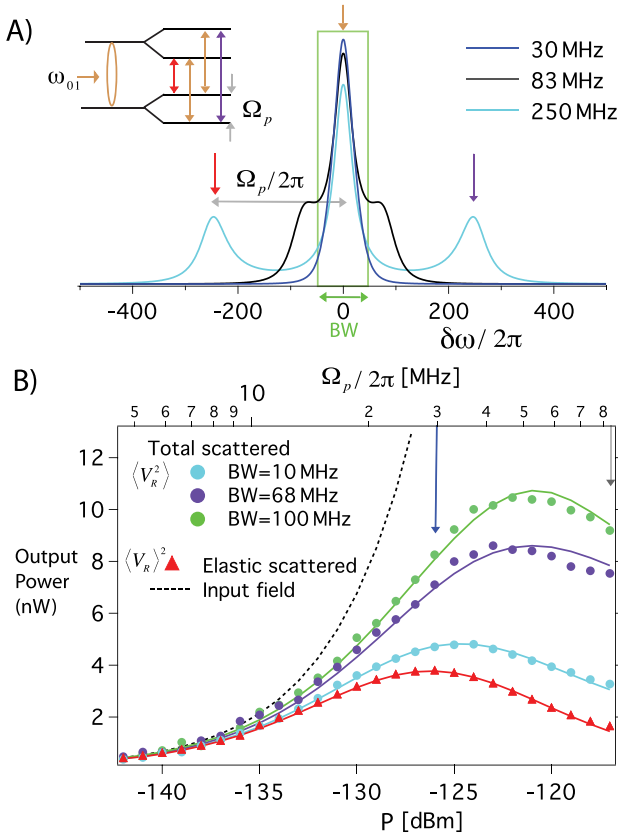 A)
ω01
Ωp
Ωp/2π
30 MHz
83 MHz
250 MHz
-400 -200 0 200 400
BW
δω/2π
B)
Ωp/2π [MHz]
5 6 7 8 9 10 2 3 4 5 6 7 8
Total scattered
⟨V_R^2⟩
BW=10 MHz
BW=68 MHz
BW=100 MHz
⟨V_R⟩^2
Elastic scattered
Input field
Output
Power
(nW)
12
10
8
6
4
2
-140 -135 -130 -125 -120
P [dBm]